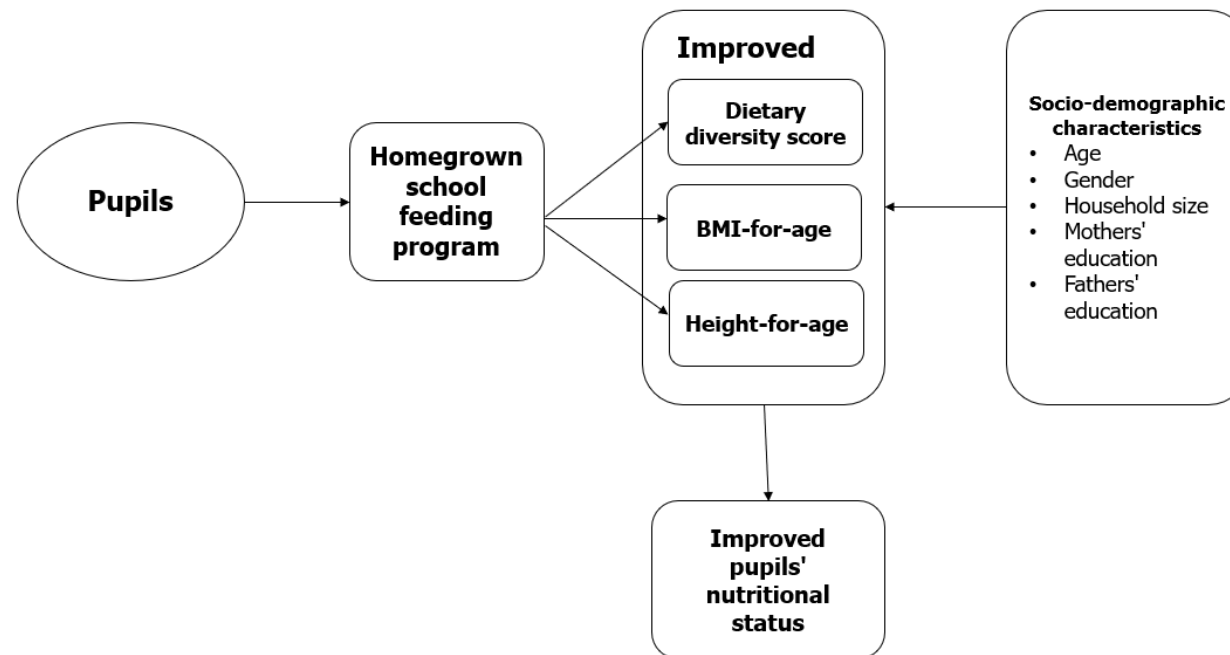 Pupils
Homegrown
school
feeding
program
Improved
Dietary
diversity score
BMI-for-age
Height-for-age
Socio-demographic
characteristics
• Age
• Gender
• Household size
• Mothers'
education
• Fathers'
education
Improved
pupils'
nutritional
status